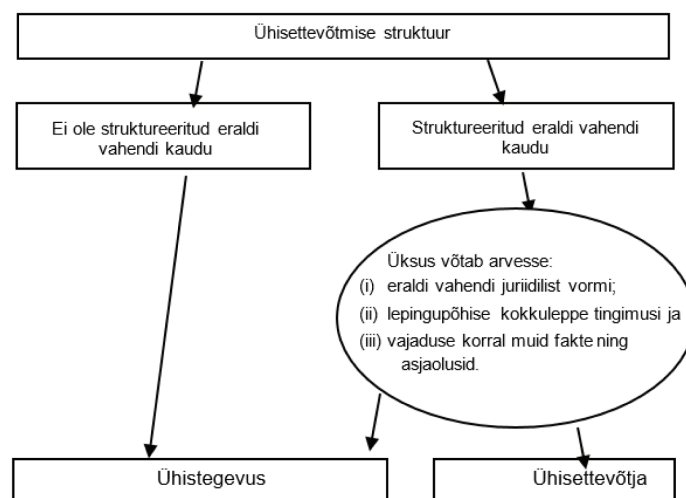 Ühisettevõtmise struktuur
Ei ole struktureeritud eraldi
vahendi kaudu
Struktureeritud eraldi vahendi
kaudu
Üksus võtab arvesse:
(i) eraldi vahendi juriidilist vormi;
(ii) lepingupõhise kokkuleppe tingimusi ja
(iii) vajaduse korral muid fakte ning
asjaolusid.
Ühistegevus
Ühisettevõtja